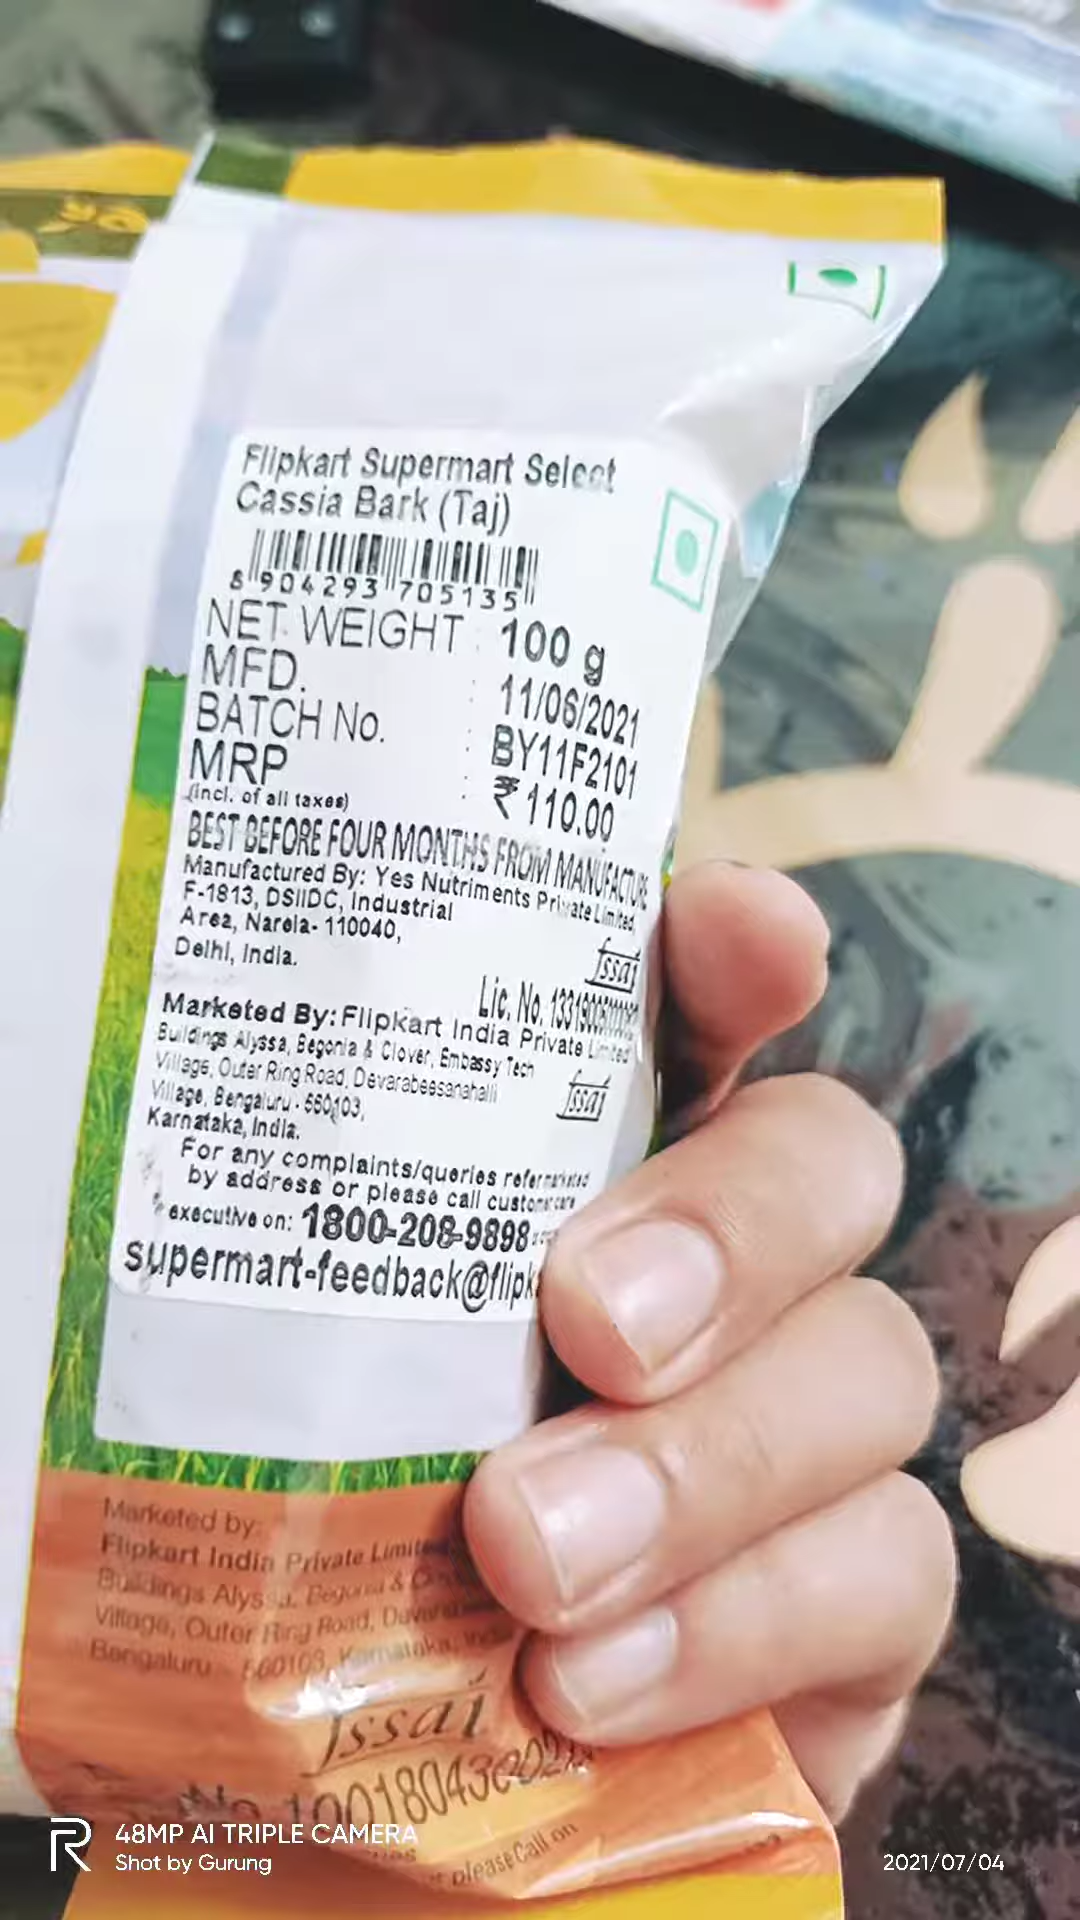 Flipkart Supermart Select
Cassia Bark (Taj)
8 904293 705135
NET WEIGHT : 100 g
MFD. : 11/06/2021
BATCH No. : BY11F2101
MRP : ₹ 110.00
(incl. of all taxes)
BEST BEFORE FOUR MONTHS FROM MANUFACTURE
Manufactured By: Yes Nutriments Private Limited,
F-1813, DSIIDC, Industrial
Area, Narela- 110040,
Delhi, India.
fssai
Lic. No.
Marketed By: Flipkart India Private Limited
Buildings Alyssa, Begonia & Clover, Embassy Tech
Village, Outer Ring Road, Devarabeesanahalli
Village, Bengaluru - 560103,
Karnataka, India.
fssai
For any complaints/queries refer marketed
by address or please call customer care
executive on: 1800-208-9898
supermart-feedback@flipk
Marketed by:
Flipkart India Private Limited
Buildings Alyssa, Begonia &
Village, Outer Ring Road,
Bengaluru - 560103, Karnataka,
fssai
please Call on
48MP AI TRIPLE CAMERA
Shot by Gurung
2021/07/04